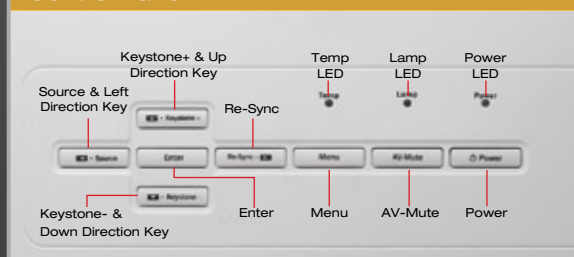 Keystone+ & Up
Direction Key
Temp
LED
Lamp
LED
Power
LED
Source & Left
Direction Key
Re-Sync
Temp
Lamp
Power
- Keystone +
- Source
Enter
Re-Sync -
Menu
AV-Mute
Power
- Keystone
Keystone- &
Down Direction Key
Enter
Menu
AV-Mute
Power